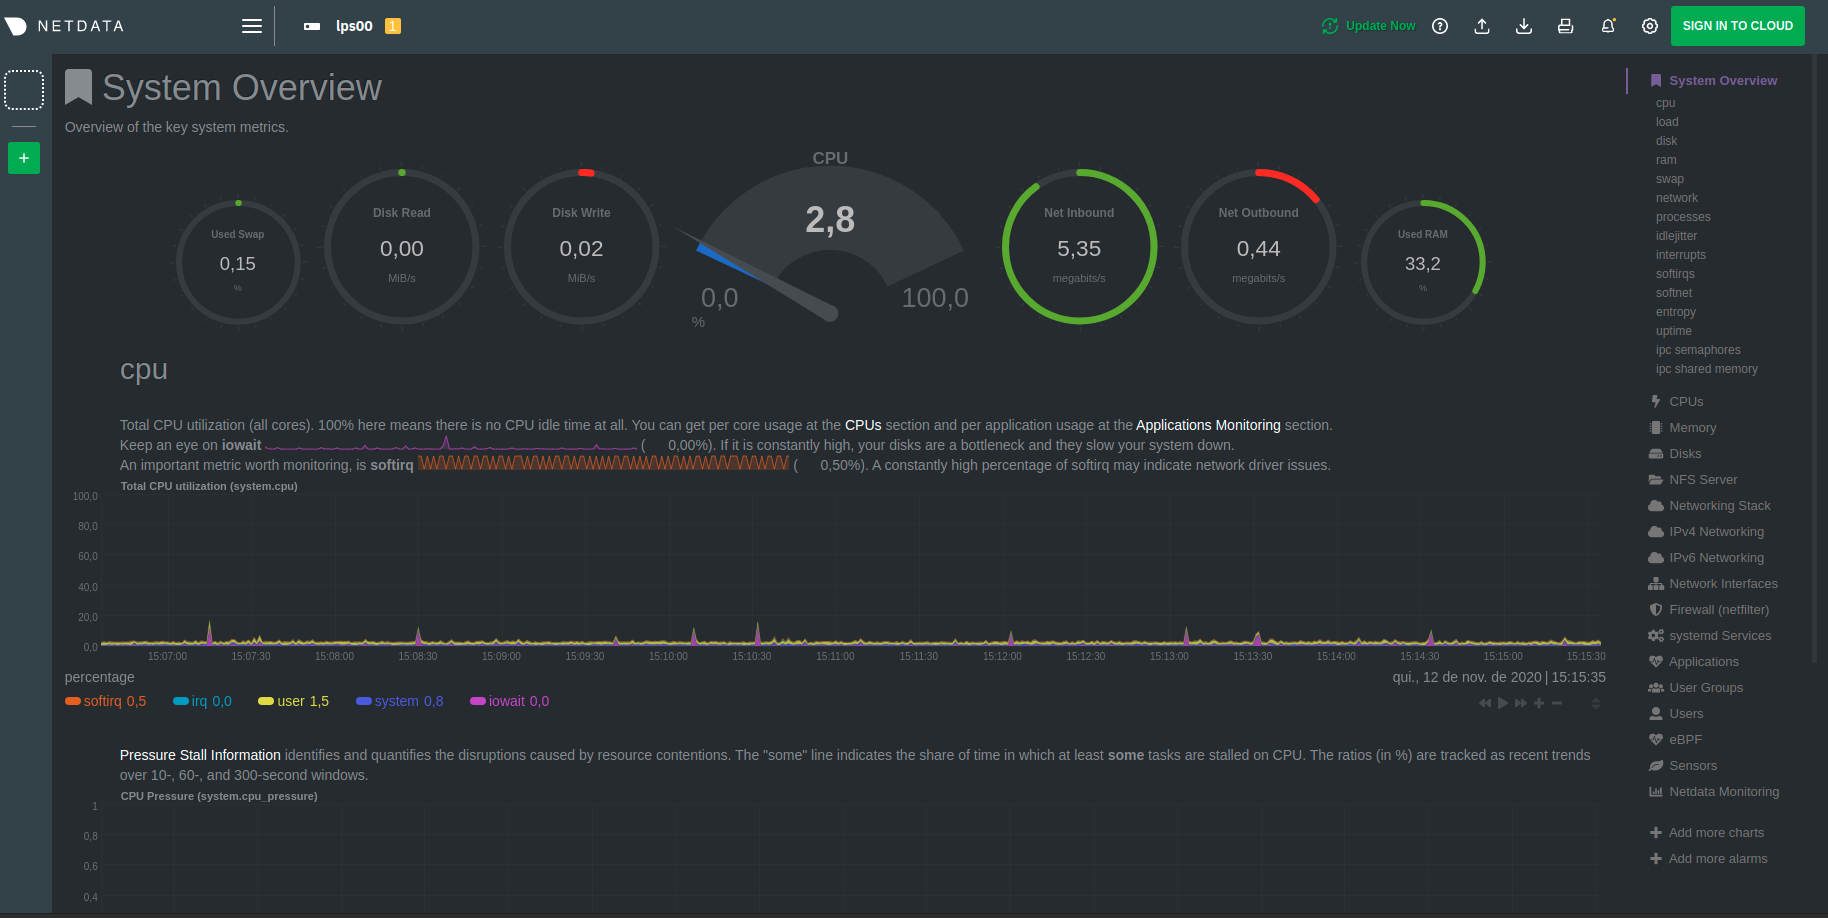 NETDATA
lps00 1
Update Now
SIGN IN TO CLOUD
+
System Overview
Overview of the key system metrics.
Used Swap
0,15
%
Disk Read
0,00
MiB/s
Disk Write
0,02
MiB/s
CPU
2,8
0,0
100,0
%
Net Inbound
5,35
megabits/s
Net Outbound
0,44
megabits/s
Used RAM
33,2
%
cpu
Total CPU utilization (all cores). 100% here means there is no CPU idle time at all. You can get per core usage at the CPUs section and per application usage at the Applications Monitoring section.
Keep an eye on iowait ( 0,00%). If it is constantly high, your disks are a bottleneck and they slow your system down.
An important metric worth monitoring, is softirq ( 0,50%). A constantly high percentage of softirq may indicate network driver issues.
Total CPU utilization (system.cpu)
100,0
80,0
60,0
40,0
20,0
0,0
15:07:00 15:07:30 15:08:00 15:08:30 15:09:00 15:09:30 15:10:00 15:10:30 15:11:00 15:11:30 15:12:00 15:12:30 15:13:00 15:13:30 15:14:00 15:14:30 15:15:00 15:15:30
percentage
qui., 12 de nov. de 2020 | 15:15:35
softirq 0,5 irq 0,0 user 1,5 system 0,8 iowait 0,0
Pressure Stall Information identifies and quantifies the disruptions caused by resource contentions. The "some" line indicates the share of time in which at least some tasks are stalled on CPU. The ratios (in %) are tracked as recent trends
over 10-, 60-, and 300-second windows.
CPU Pressure (system.cpu_pressure)
1
0,8
0,6
0,4
System Overview
cpu
load
disk
ram
swap
network
processes
idlejitter
interrupts
softirqs
softnet
entropy
uptime
ipc semaphores
ipc shared memory
CPUs
Memory
Disks
NFS Server
Networking Stack
IPv4 Networking
IPv6 Networking
Network Interfaces
Firewall (netfilter)
systemd Services
Applications
User Groups
Users
eBPF
Sensors
Netdata Monitoring
Add more charts
Add more alarms